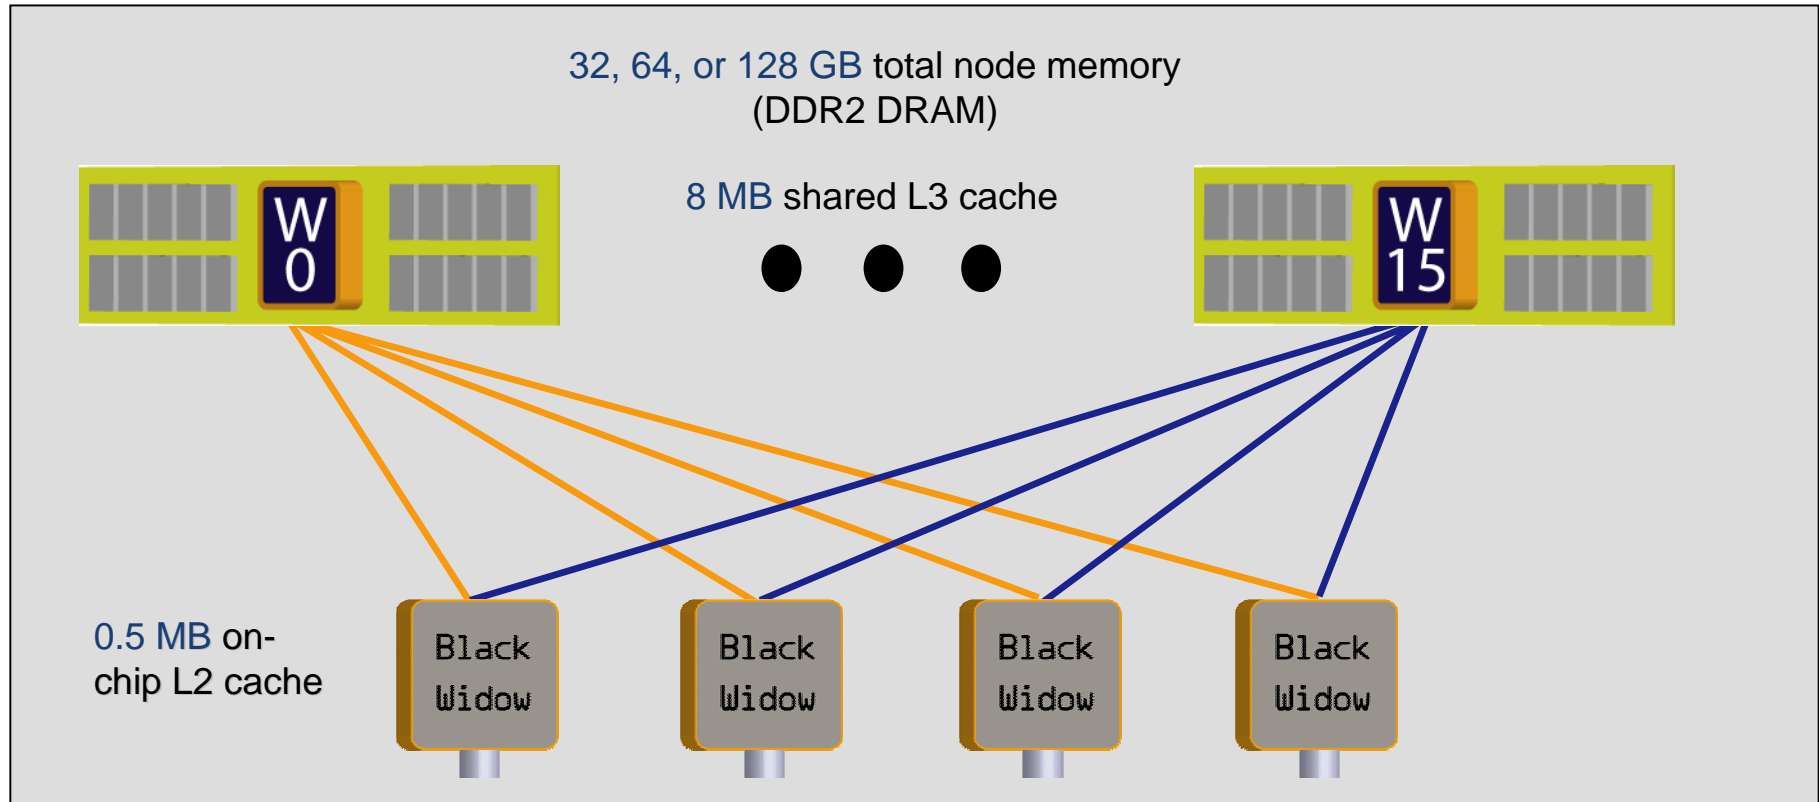 32, 64, or 128 GB total node memory
(DDR2 DRAM)
8 MB shared L3 cache
W
0
W
15
0.5 MB on-
chip L2 cache
Black
Widow
Black
Widow
Black
Widow
Black
Widow